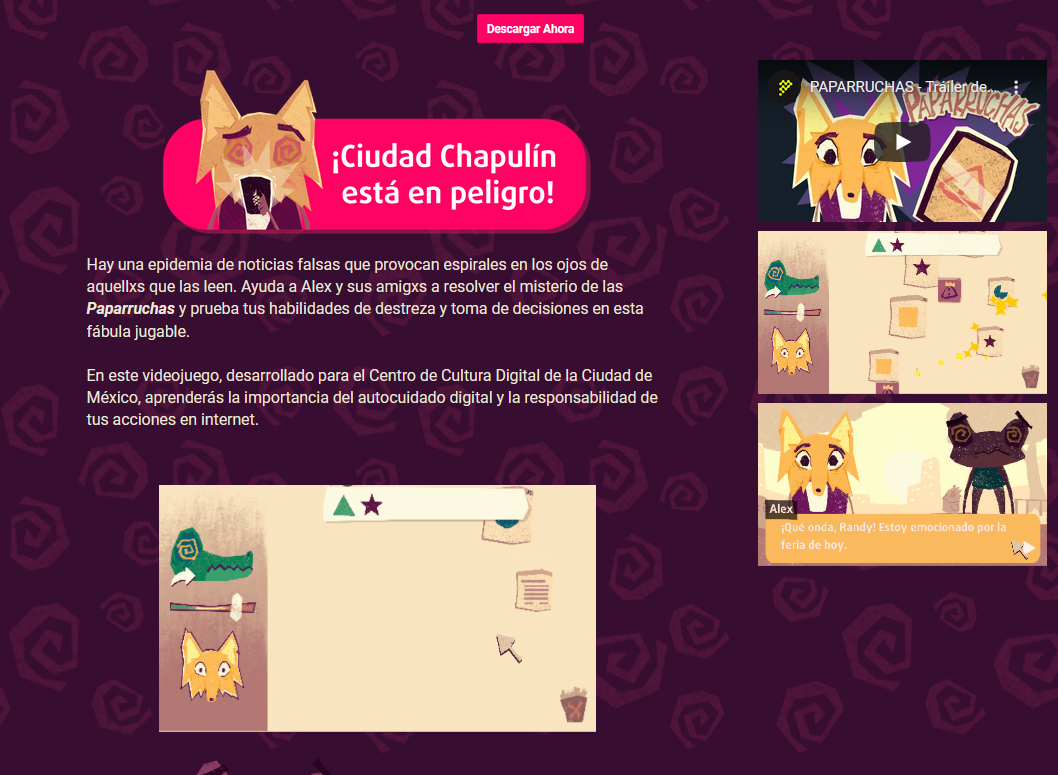 Descargar Ahora
¡Ciudad Chapulín
está en peligro!
Hay una epidemia de noticias falsas que provocan espirales en los ojos de
aquellxs que las leen. Ayuda a Alex y sus amigxs a resolver el misterio de las
Paparruchas y prueba tus habilidades de destreza y toma de decisiones en esta
fábula jugable.
En este videojuego, desarrollado para el Centro de Cultura Digital de la Ciudad de
México, aprenderás la importancia del autocuidado digital y la responsabilidad de
tus acciones en internet.
PAPARRUCHAS - Tráiler de...
PAPARRUCHAS
Alex
¡Qué onda, Randy! Estoy emocionado por la
feria de hoy.